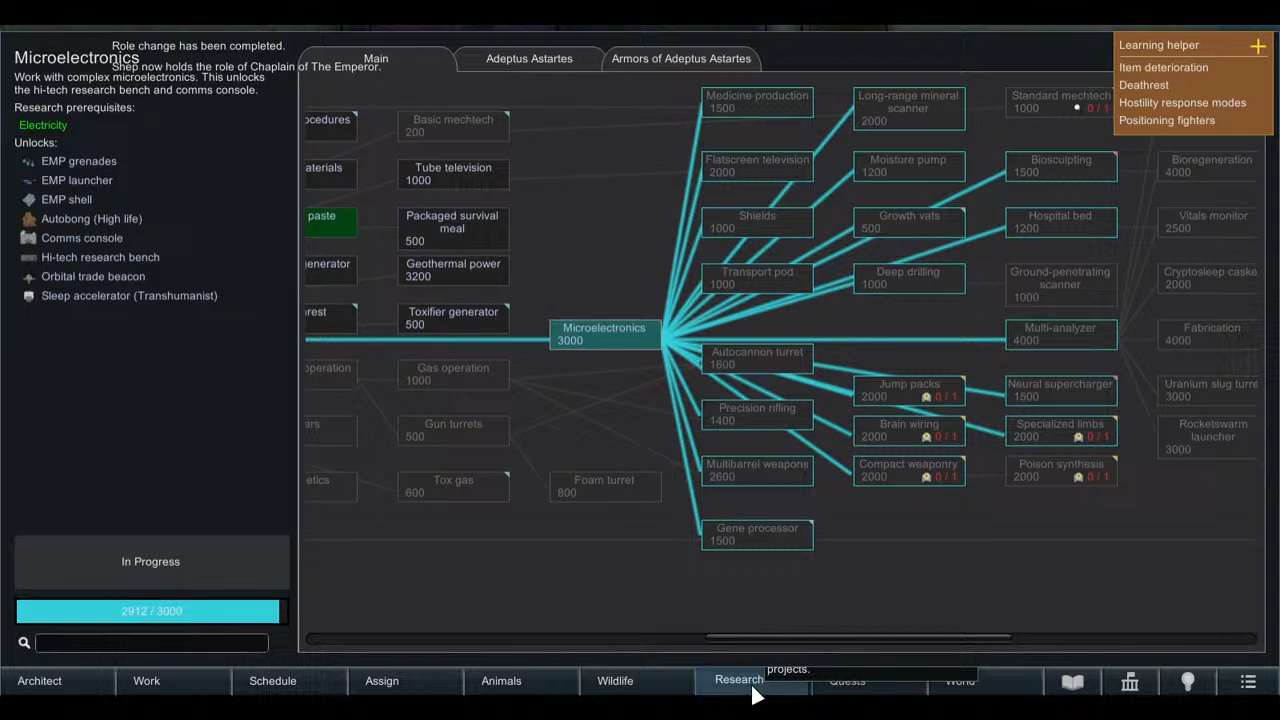 Role change has been completed.
Microelectronics
Shep now holds the role of Chaplain of The Emperor.
Work with complex microelectronics. This unlocks
the hi-tech research bench and comms console.
Research prerequisites:
Electricity
Unlocks:
EMP grenades
EMP launcher
EMP shell
Autobong (High life)
Comms console
Hi-tech research bench
Orbital trade beacon
Sleep accelerator (Transhumanist)
In Progress
2912 / 3000
Main
Adeptus Astartes
Armors of Adeptus Astartes
Learning helper
Item deterioration
Deathrest
Hostility response modes
Positioning fighters
ocedures
aterials
paste
enerator
rest
operation
ars
etics
Basic mechtech
200
Tube television
1000
Packaged survival
meal
500
Geothermal power
3200
Toxifier generator
500
Gas operation
1000
Gun turrets
500
Tox gas
600
Microelectronics
3000
Foam turret
800
Medicine production
1500
Flatscreen television
2000
Shields
1000
Transport pod
1000
Autocannon turret
1600
Precision rifling
1400
Multibarrel weapons
2600
Gene processor
1500
Long-range mineral
scanner
2000
Moisture pump
1200
Growth vats
500
Deep drilling
1000
Jump packs
2000 0 / 1
Brain wiring
2000 0 / 1
Compact weaponry
2000 0 / 1
Standard mechtech
1000 0 / 1
Biosculpting
1500
Hospital bed
1200
Ground-penetrating
scanner
1000
Multi-analyzer
4000
Neural supercharger
1500
Specialized limbs
2000 0 / 1
Poison synthesis
2000 0 / 1
Bioregeneration
4000
Vitals monitor
2500
Cryptosleep caske
2000
Fabrication
4000
Uranium slug turre
3000
Rocketswarm
launcher
3000
projects.
Architect
Work
Schedule
Assign
Animals
Wildlife
Research
Quests
World